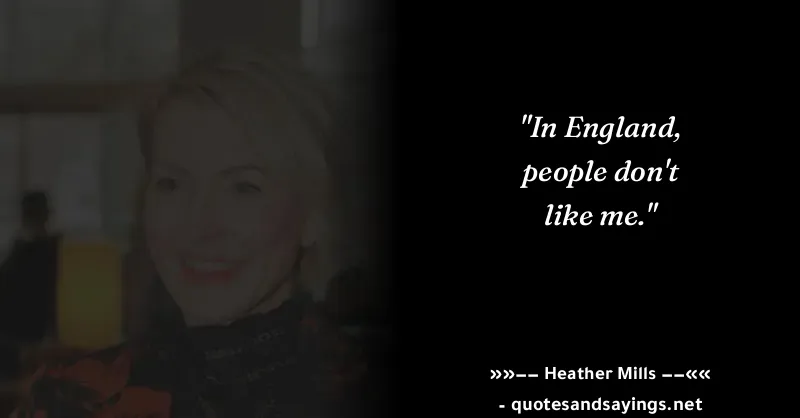 "In England,
people don't
like me."
»»−− Heather Mills −−««
- quotesandsayings.net